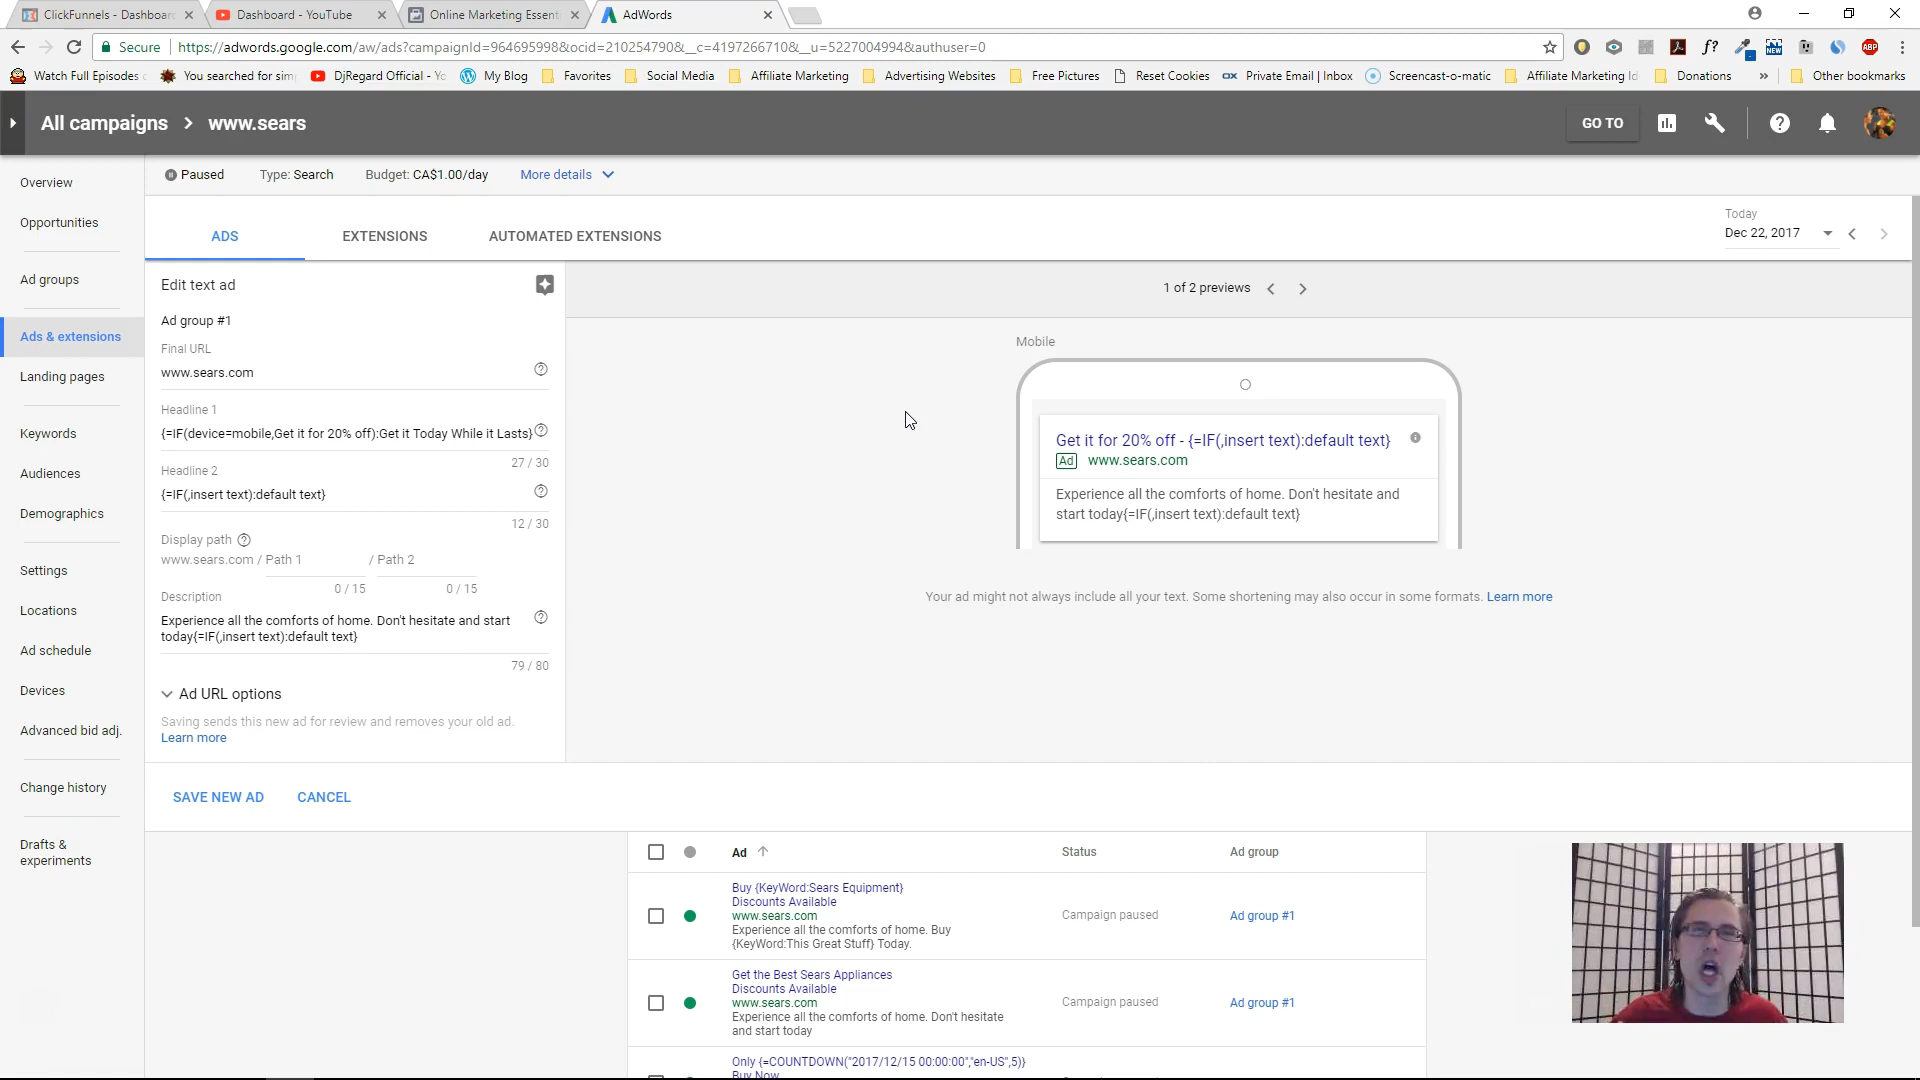 ClickFunnels - Dashboard
Dashboard - YouTube
Online Marketing Essent
AdWords
Secure
https://adwords.google.com/aw/ads?campaignId=964695998&ocid=210254790&__c=4197266710&__u=5227004994&authuser=0
Watch Full Episodes
You searched for sim
DjRegard Official - Yo
My Blog
Favorites
Social Media
Affiliate Marketing
Advertising Websites
Free Pictures
Reset Cookies
Private Email | Inbox
Screencast-o-matic
Affiliate Marketing Id
Donations
Other bookmarks
All campaigns > www.sears
GO TO
Overview
Opportunities
Ad groups
Ads & extensions
Landing pages
Keywords
Audiences
Demographics
Settings
Locations
Ad schedule
Devices
Advanced bid adj.
Change history
Drafts &
experiments
Paused
Type: Search
Budget: CA$1.00/day
More details
ADS
EXTENSIONS
AUTOMATED EXTENSIONS
Today
Dec 22, 2017
Edit text ad
Ad group #1
Final URL
www.sears.com
Headline 1
{=IF(device=mobile,Get it for 20% off):Get it Today While it Lasts}
27 / 30
Headline 2
{=IF(,insert text):default text}
12 / 30
Display path
www.sears.com / Path 1 / Path 2
0 / 15 0 / 15
Description
Experience all the comforts of home. Don't hesitate and start
today{=IF(,insert text):default text}
79 / 80
Ad URL options
Saving sends this new ad for review and removes your old ad.
Learn more
SAVE NEW AD
CANCEL
1 of 2 previews
Mobile
Get it for 20% off - {=IF(,insert text):default text}
Ad www.sears.com
Experience all the comforts of home. Don't hesitate and
start today{=IF(,insert text):default text}
Your ad might not always include all your text. Some shortening may also occur in some formats. Learn more
Ad
Status
Ad group
Buy {KeyWord:Sears Equipment}
Discounts Available
www.sears.com
Experience all the comforts of home. Buy
{KeyWord:This Great Stuff} Today.
Campaign paused
Ad group #1
Get the Best Sears Appliances
Discounts Available
www.sears.com
Experience all the comforts of home. Don't hesitate
and start today
Campaign paused
Ad group #1
Only {=COUNTDOWN("2017/12/15 00:00:00","en-US",5)}
Buy Now